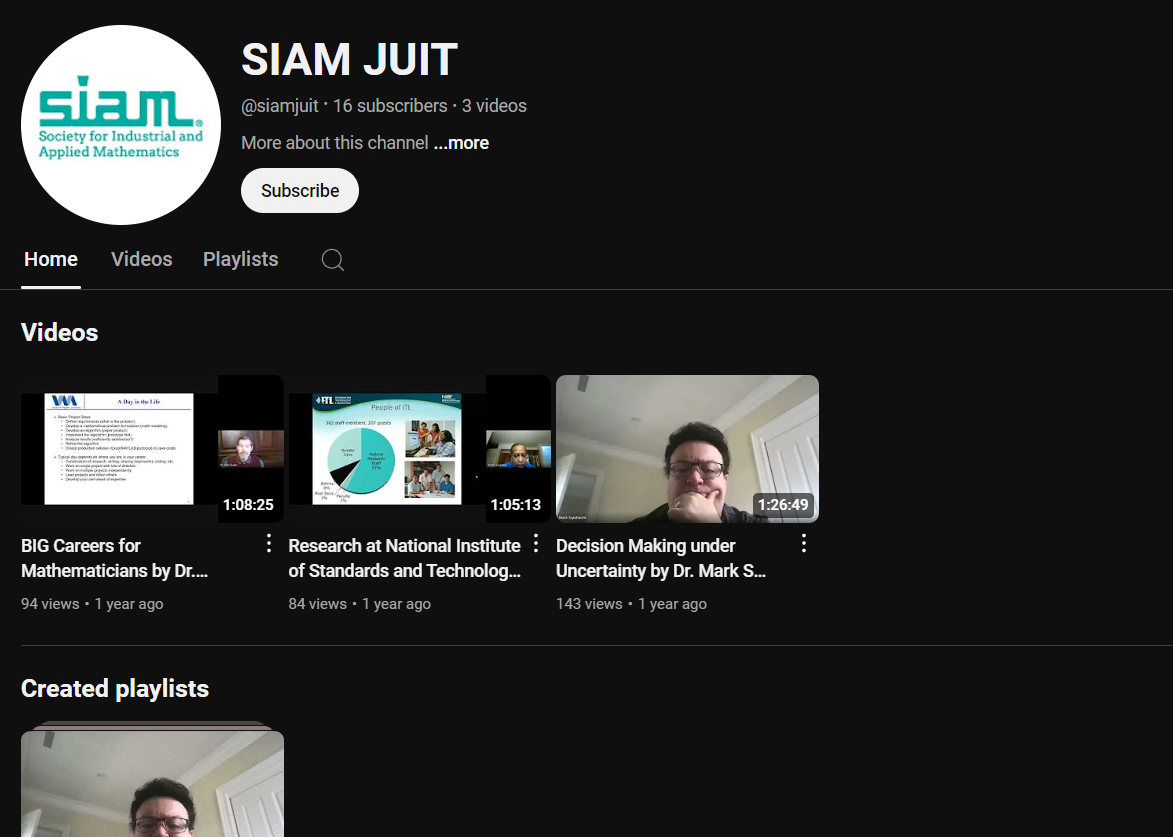 siam®
Society for Industrial and
Applied Mathematics
SIAM JUIT
@siamjuit · 16 subscribers · 3 videos
More about this channel ...more
Subscribe
Home
Videos
Playlists
Videos
A Day in the Life
1:08:25
ITL
People of ITL
1:05:13
1:26:49
BIG Careers for
Mathematicians by Dr....
94 views • 1 year ago
Research at National Institute
of Standards and Technolog...
84 views • 1 year ago
Decision Making under
Uncertainty by Dr. Mark S...
143 views • 1 year ago
Created playlists